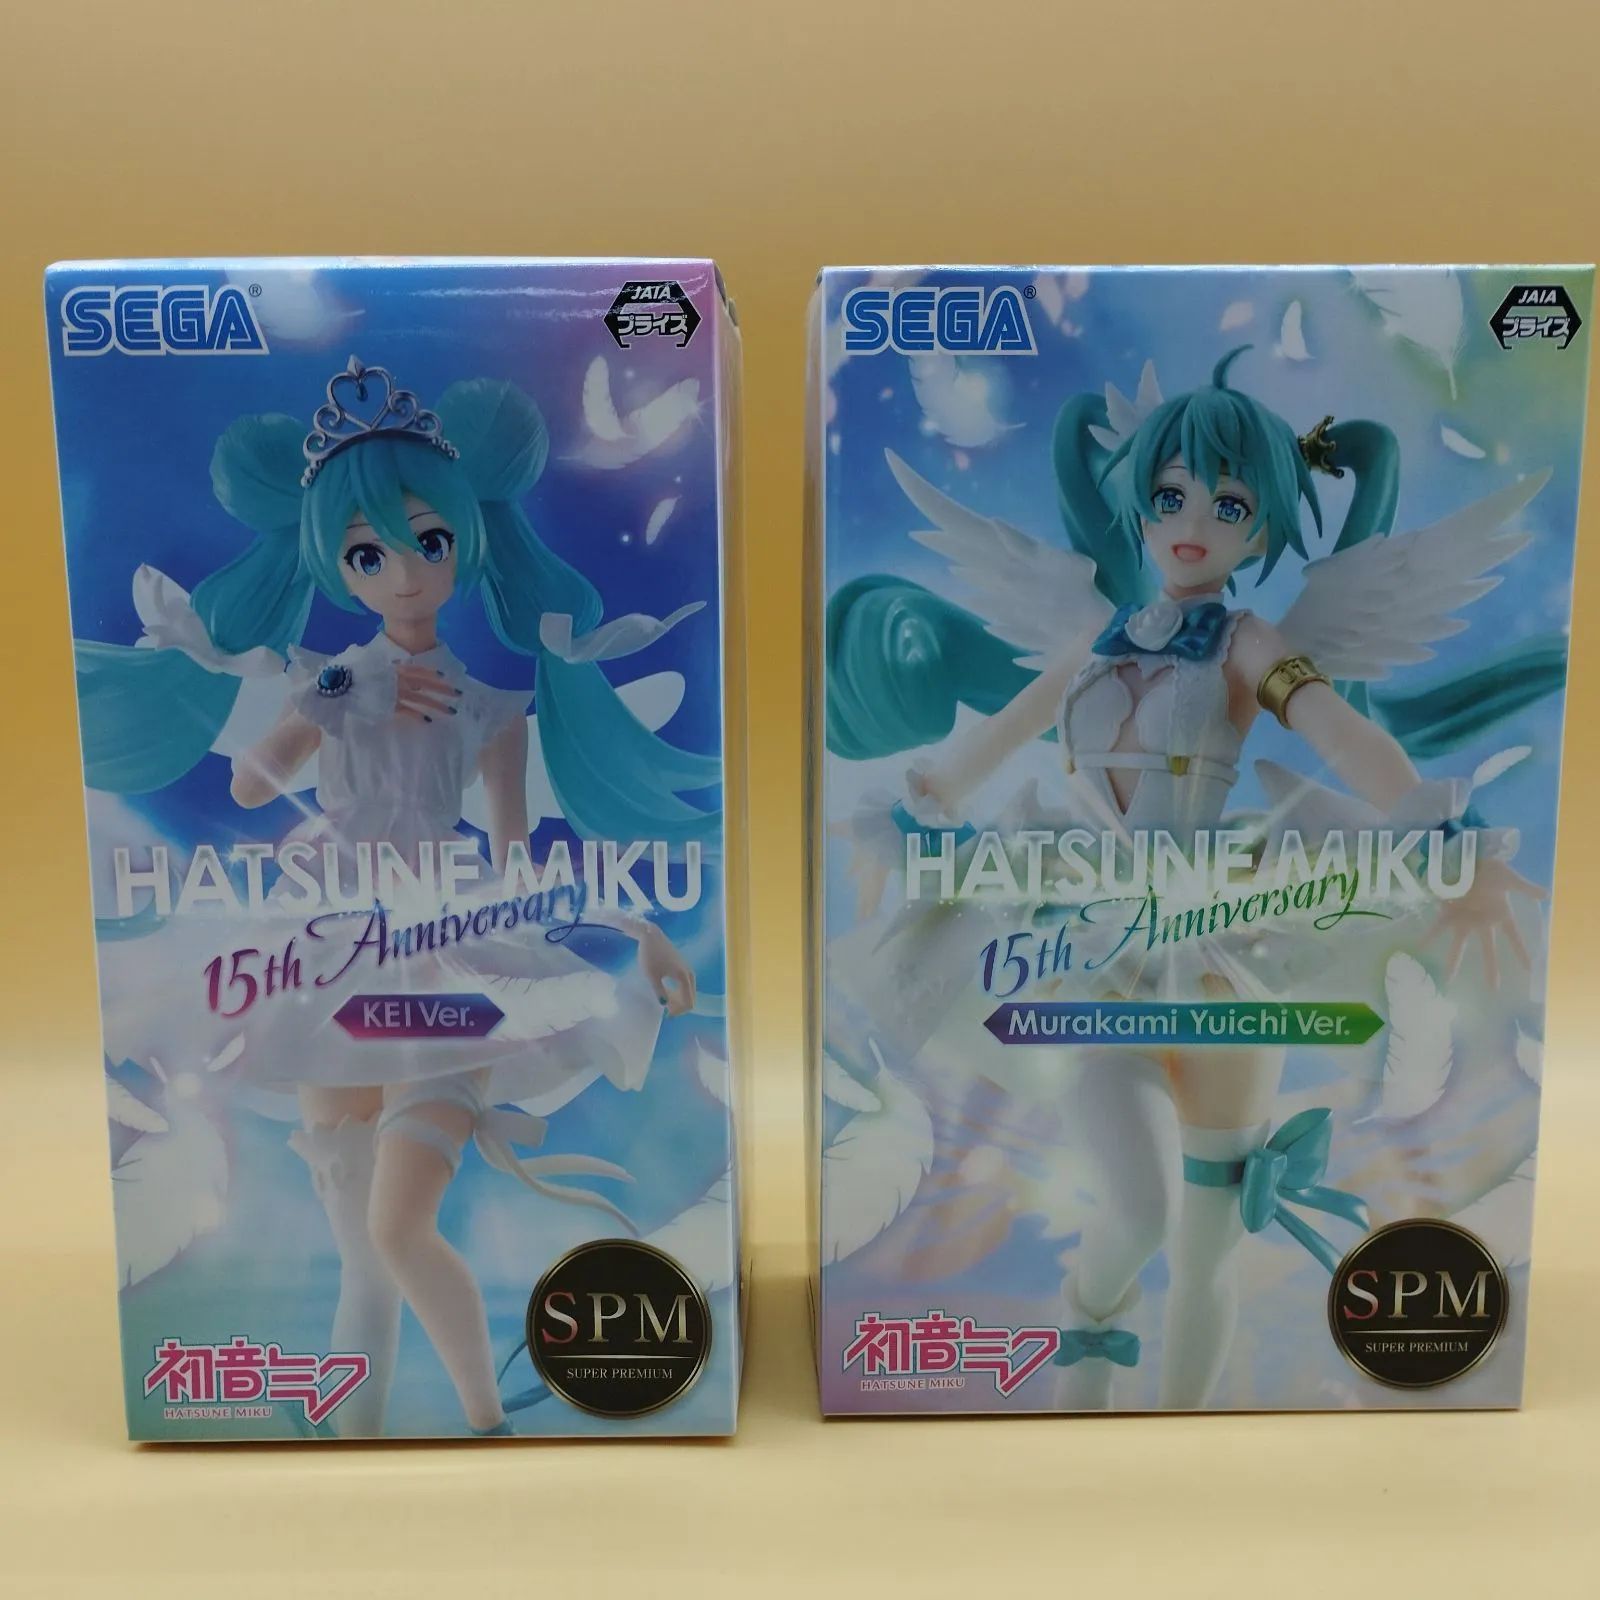 SEGA®
JAIA
プライズ
HATSUNE MIKU
15th Anniversary
KEI Ver.
SPM
SUPER PREMIUM
初音ミク
HATSUNE MIKU
SEGA®
JAIA
プライズ
HATSUNE MIKU
15th Anniversary
Murakami Yuichi Ver.
SPM
SUPER PREMIUM
初音ミク
HATSUNE MIKU